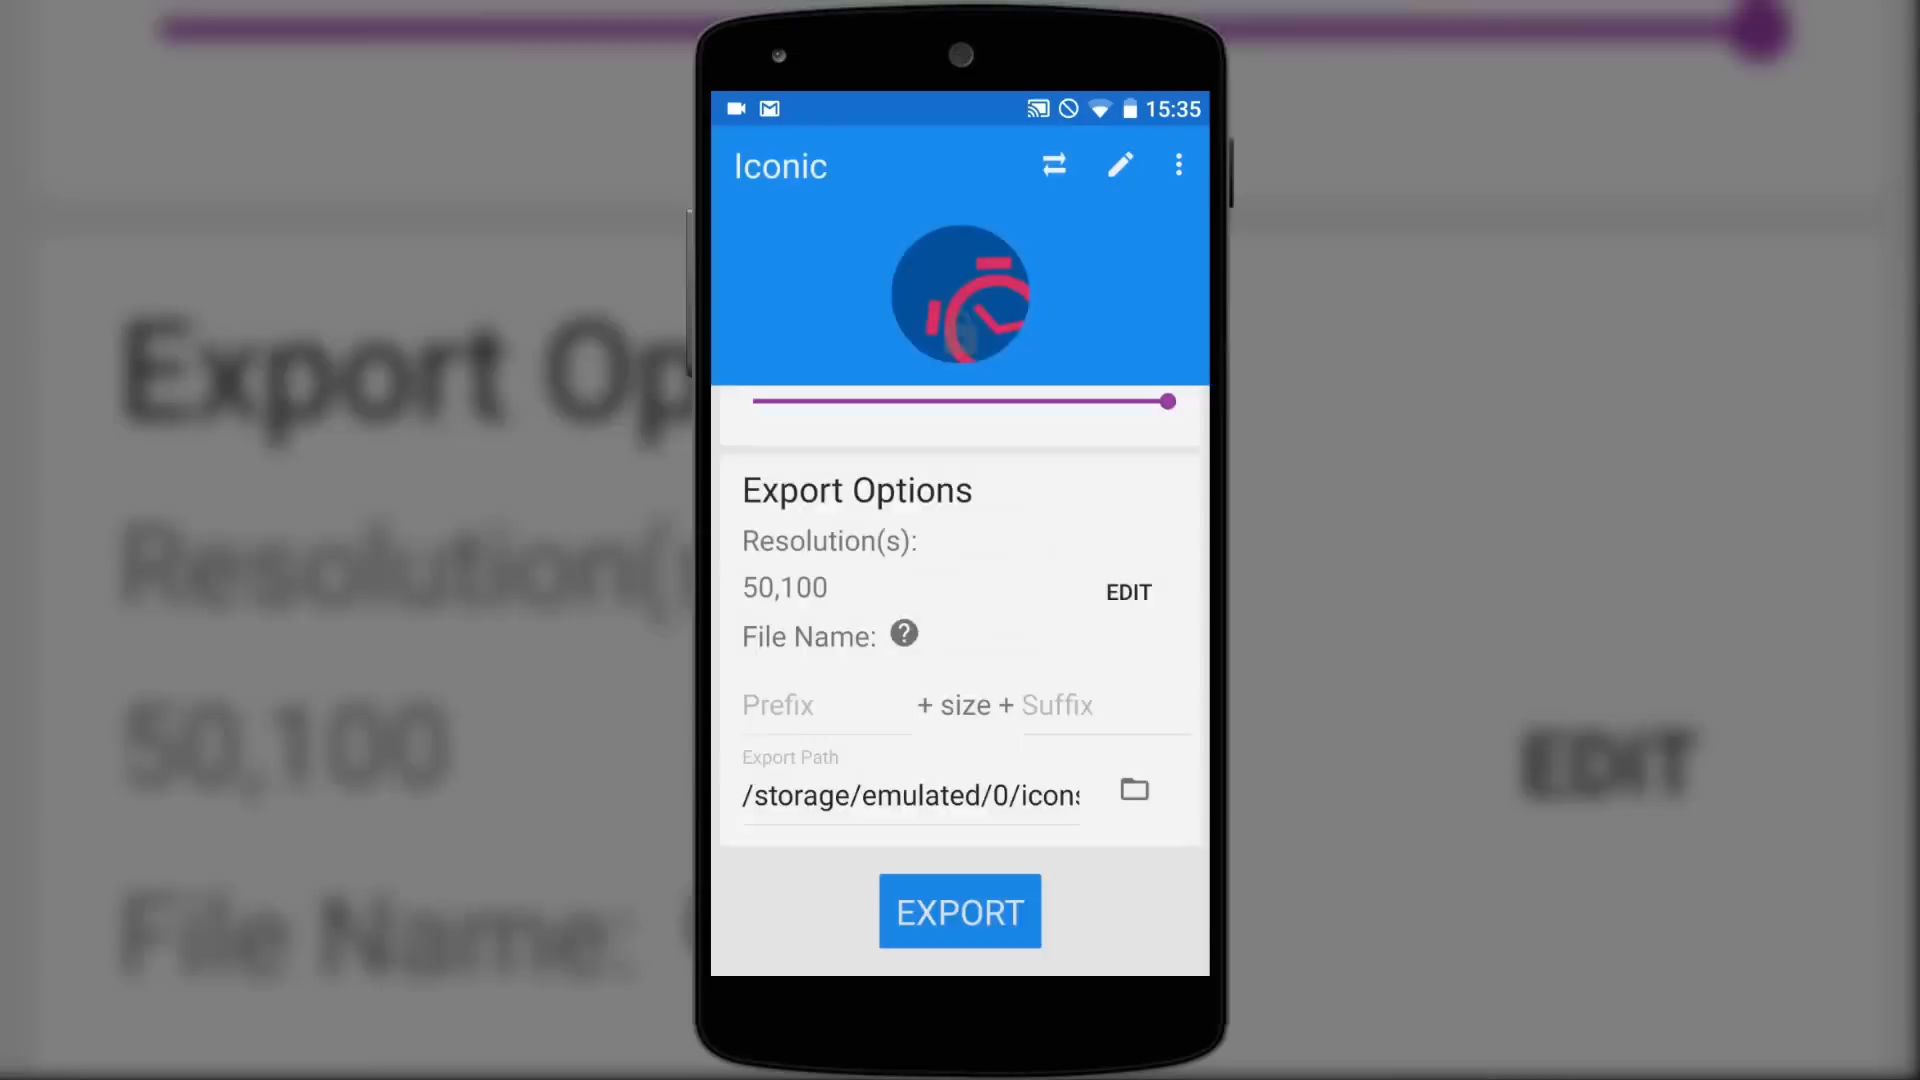 15:35
Iconic
Export Options
Resolution(s):
50,100
EDIT
File Name:
Prefix + size + Suffix
Export Path
/storage/emulated/0/icons
EXPORT
Export Op
Resolution(s
50,100
EDIT
File Name: